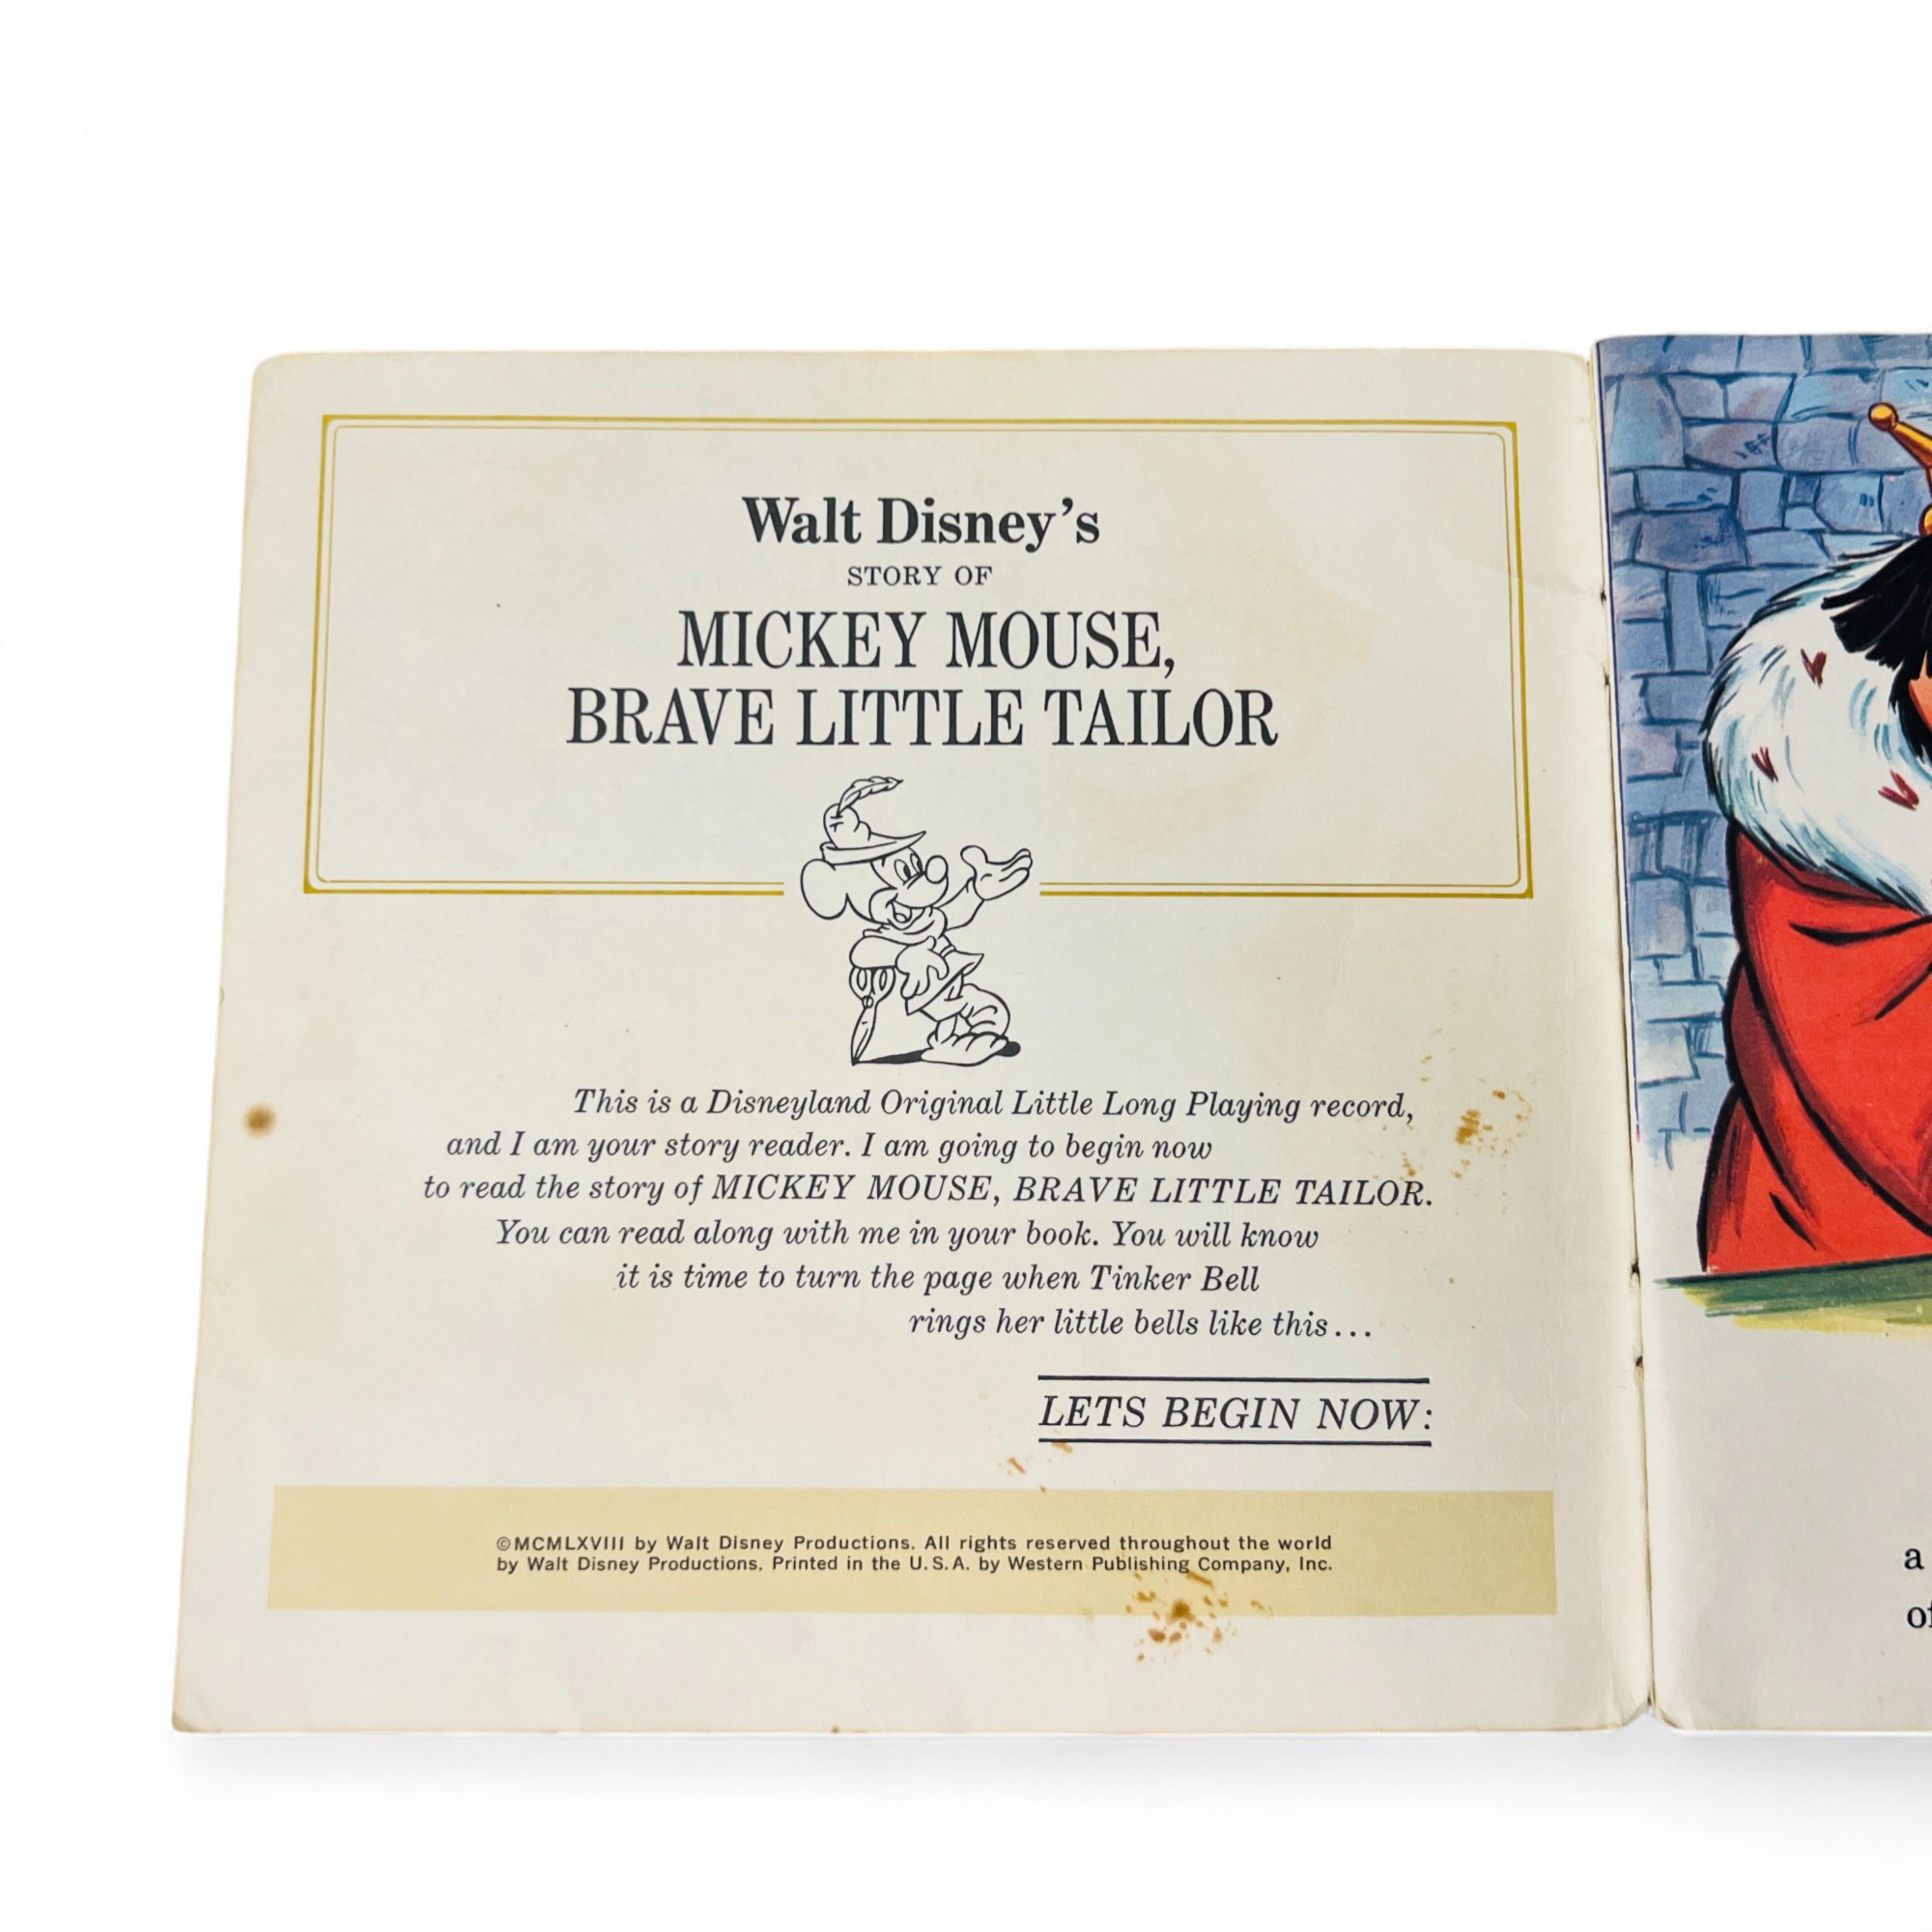 Walt Disney’s
STORY OF
MICKEY MOUSE,
BRAVE LITTLE TAILOR
This is a Disneyland Original Little Long Playing record,
and I am your story reader. I am going to begin now
to read the story of MICKEY MOUSE, BRAVE LITTLE TAILOR.
You can read along with me in your book. You will know
it is time to turn the page when Tinker Bell
rings her little bells like this...
LETS BEGIN NOW:
©MCMLXVIII by Walt Disney Productions. All rights reserved throughout the world
by Walt Disney Productions. Printed in the U.S.A. by Western Publishing Company, Inc.
a